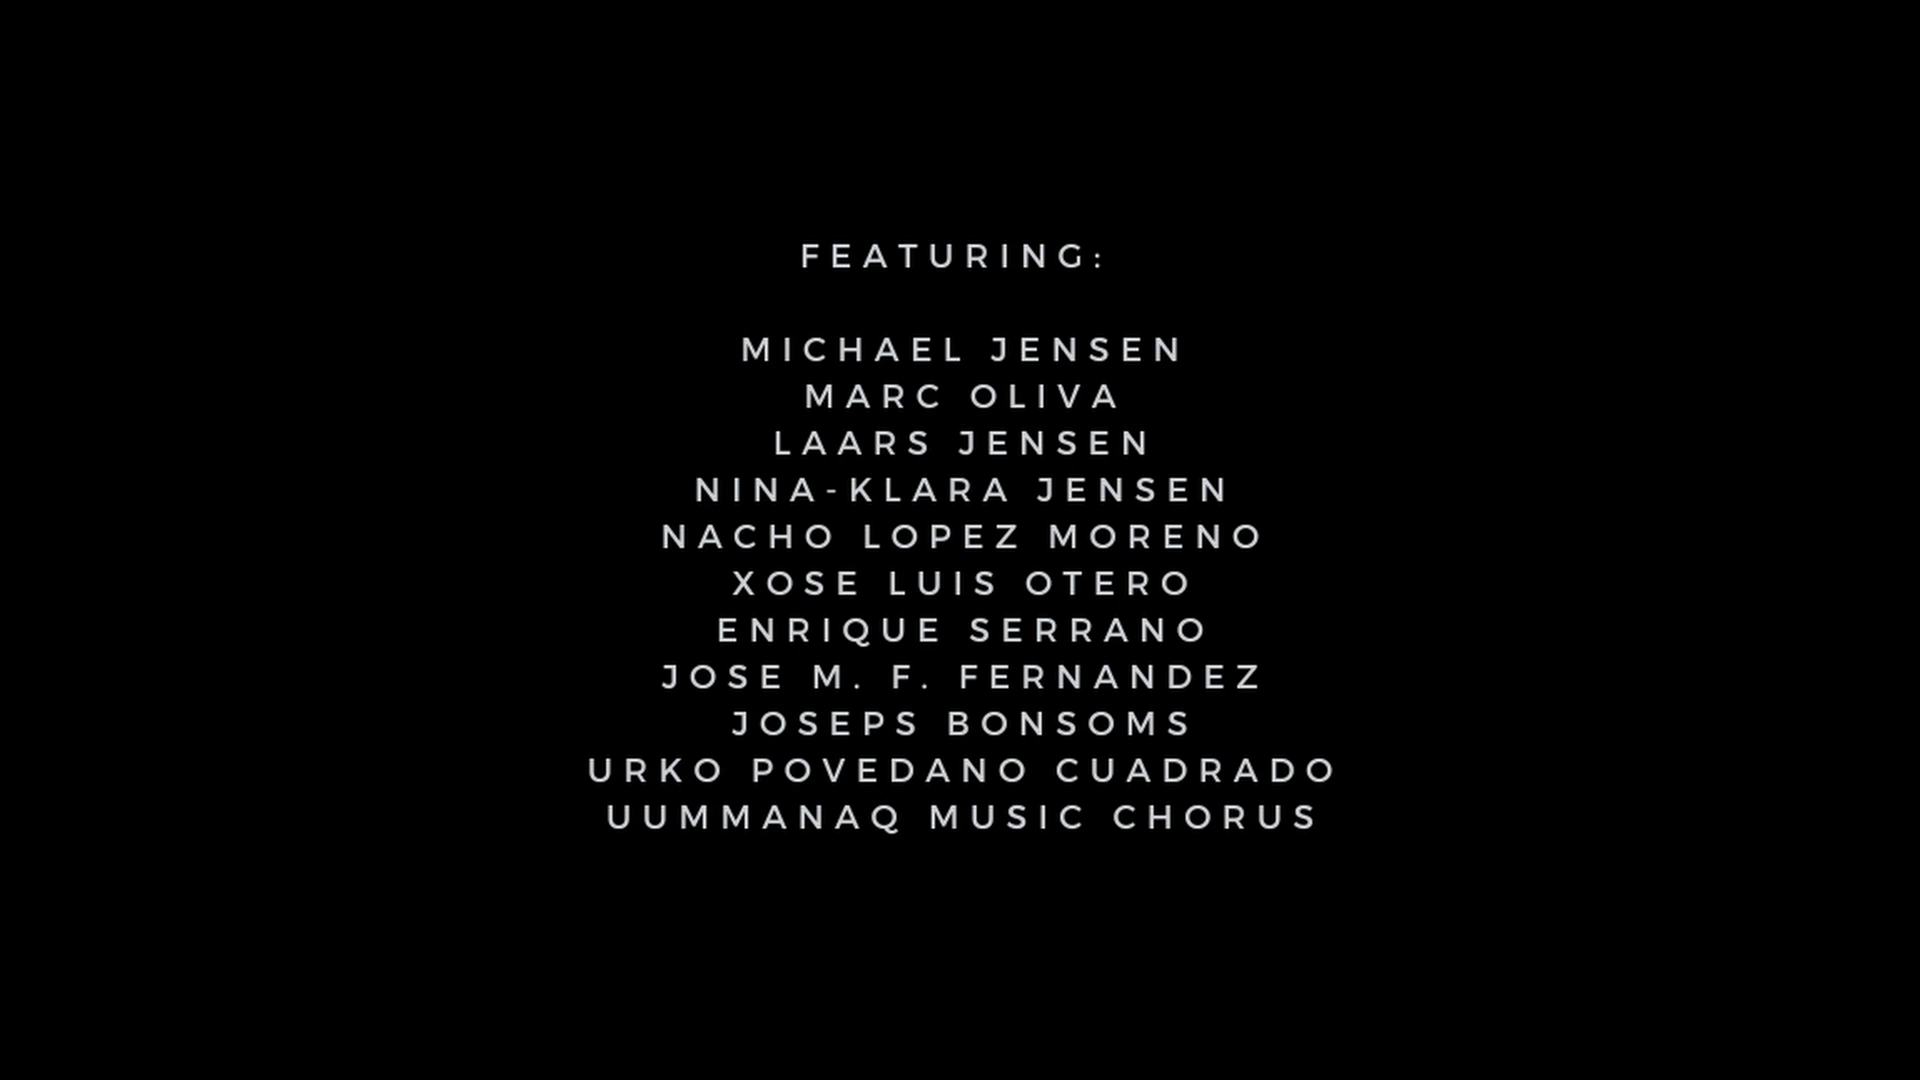 FEATURING:
MICHAEL JENSEN
MARC OLIVA
LAARS JENSEN
NINA-KLARA JENSEN
NACHO LOPEZ MORENO
XOSE LUIS OTERO
ENRIQUE SERRANO
JOSE M. F. FERNANDEZ
JOSEPS BONSOMS
URKO POVEDANO CUADRADO
UUMMANAQ MUSIC CHORUS